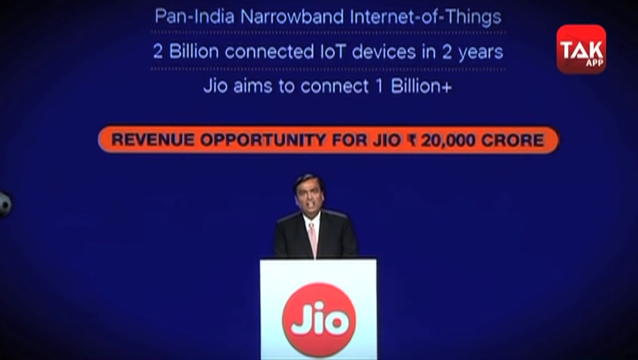 Pan-India Narrowband Internet-of-Things
2 Billion connected IoT devices in 2 years
Jio aims to connect 1 Billion+
REVENUE OPPORTUNITY FOR JIO ₹ 20,000 CRORE
TAK
APP
Jio